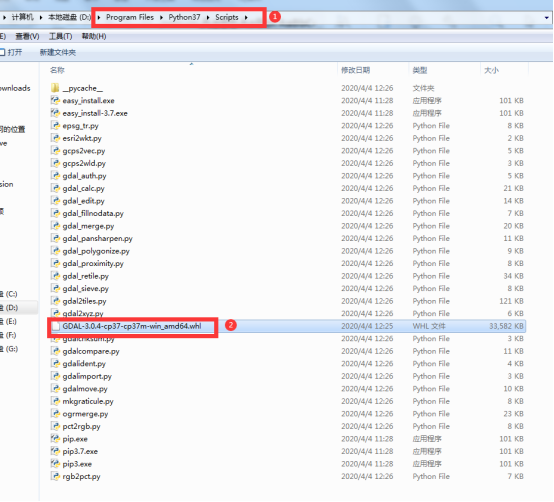 计算机 ▸ 本地磁盘 (D:) ▸ Program Files ▸ Python37 ▸ Scripts ▸ 1
E) 查看(V) 工具(T) 帮助(H)
打开 新建文件夹
名称 修改日期 类型 大小
__pycache__ 2020/4/4 12:26 文件夹
ownloads easy_install.exe 2020/4/4 11:28 应用程序 101 KB
easy_install-3.7.exe 2020/4/4 11:28 应用程序 101 KB
epsg_tr.py 2020/4/4 12:26 Python File 8 KB
的位置 esri2wkt.py 2020/4/4 12:26 Python File 2 KB
ve gcps2vec.py 2020/4/4 12:26 Python File 5 KB
gcps2wld.py 2020/4/4 12:26 Python File 3 KB
gdal_auth.py 2020/4/4 12:26 Python File 5 KB
sion gdal_calc.py 2020/4/4 12:26 Python File 21 KB
gdal_edit.py 2020/4/4 12:26 Python File 14 KB
gdal_fillnodata.py 2020/4/4 12:26 Python File 7 KB
gdal_merge.py 2020/4/4 12:26 Python File 20 KB
gdal_pansharpen.py 2020/4/4 12:26 Python File 11 KB
gdal_polygonize.py 2020/4/4 12:26 Python File 9 KB
gdal_proximity.py 2020/4/4 12:26 Python File 8 KB
gdal_retile.py 2020/4/4 12:26 Python File 34 KB
gdal_sieve.py 2020/4/4 12:26 Python File 8 KB
盘 (C:) gdal2tiles.py 2020/4/4 12:26 Python File 121 KB
盘 (D:) gdal2xyz.py 2020/4/4 12:26 Python File 6 KB
盘 (E:) GDAL-3.0.4-cp37-cp37m-win_amd64.whl 2 2020/4/4 12:25 WHL 文件 33,582 KB
盘 (F:) gdalchksum.py 2020/4/4 12:26 Python File 3 KB
盘 (G:) gdalcompare.py 2020/4/4 12:26 Python File 11 KB
gdalident.py 2020/4/4 12:26 Python File 4 KB
gdalimport.py 2020/4/4 12:26 Python File 3 KB
gdalmove.py 2020/4/4 12:26 Python File 10 KB
mkgraticule.py 2020/4/4 12:26 Python File 8 KB
ogrmerge.py 2020/4/4 12:26 Python File 23 KB
pct2rgb.py 2020/4/4 12:26 Python File 8 KB
pip.exe 2020/4/4 11:28 应用程序 101 KB
pip3.7.exe 2020/4/4 11:28 应用程序 101 KB
pip3.exe 2020/4/4 11:28 应用程序 101 KB
rgb2pct.py 2020/4/4 12:26 Python File 7 KB